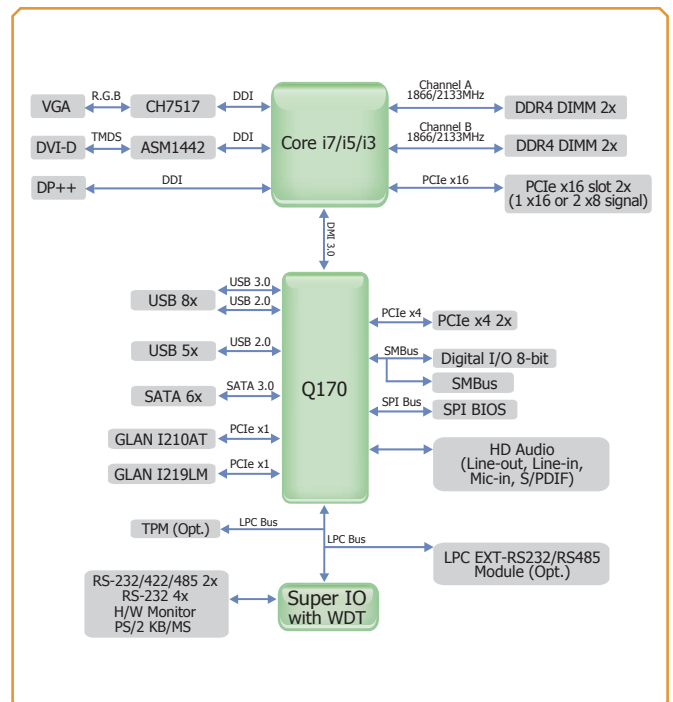 VGA
R.G.B
CH7517
DDI
DVI-D
TMDS
ASM1442
DDI
DP++
DDI
Core i7/i5/i3
Channel A
1866/2133MHz
DDR4 DIMM 2x
Channel B
1866/2133MHz
DDR4 DIMM 2x
PCIe x16
PCIe x16 slot 2x
(1 x16 or 2 x8 signal)
DMI 3.0
USB 8x
USB 3.0
USB 2.0
USB 5x
USB 2.0
SATA 6x
SATA 3.0
GLAN I210AT
PCIe x1
GLAN I219LM
PCIe x1
Q170
PCIe x4
PCIe x4 2x
SMBus
Digital I/O 8-bit
SMBus
SPI Bus
SPI BIOS
HD Audio
(Line-out, Line-in,
Mic-in, S/PDIF)
TPM (Opt.)
LPC Bus
LPC Bus
LPC EXT-RS232/RS485
Module (Opt.)
RS-232/422/485 2x
RS-232 4x
H/W Monitor
PS/2 KB/MS
Super IO
with WDT